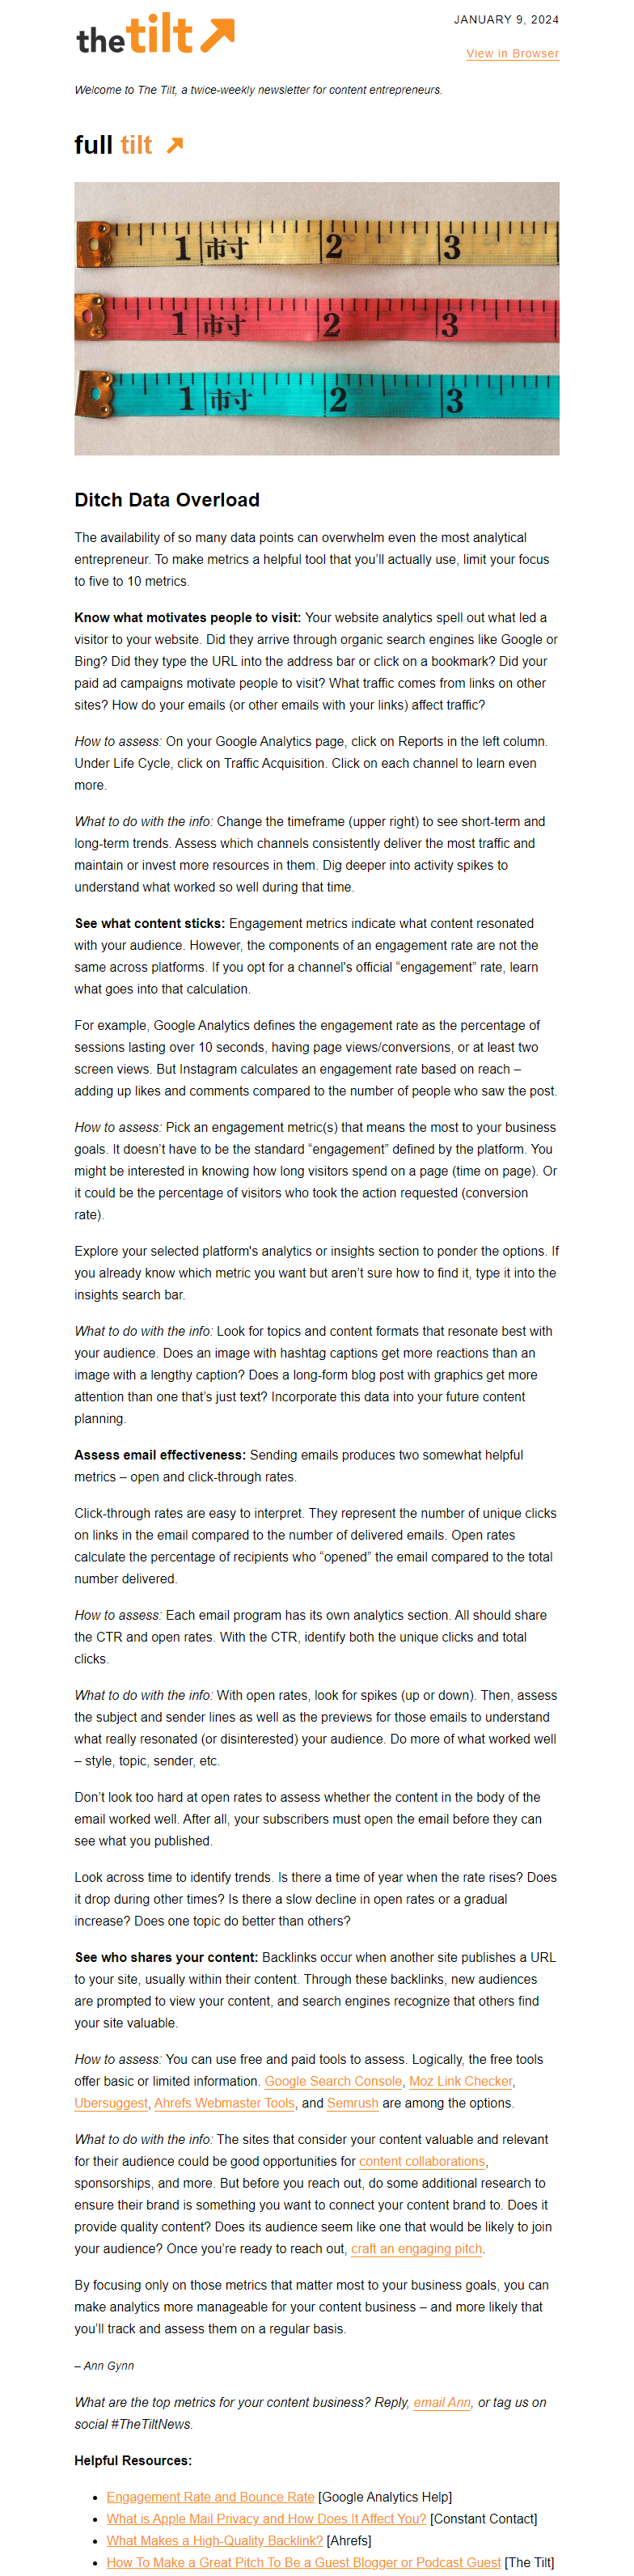 thetilt
JANUARY 9, 2024
View in Browser
Welcome to The Tilt, a twice-weekly newsletter for content entrepreneurs.
full tilt
1 市寸 2 3
1 市寸 2 3
1 市寸 2 3
Ditch Data Overload
The availability of so many data points can overwhelm even the most analytical
entrepreneur. To make metrics a helpful tool that you’ll actually use, limit your focus
to five to 10 metrics.
Know what motivates people to visit: Your website analytics spell out what led a
visitor to your website. Did they arrive through organic search engines like Google or
Bing? Did they type the URL into the address bar or click on a bookmark? Did your
paid ad campaigns motivate people to visit? What traffic comes from links on other
sites? How do your emails (or other emails with your links) affect traffic?
How to assess: On your Google Analytics page, click on Reports in the left column.
Under Life Cycle, click on Traffic Acquisition. Click on each channel to learn even
more.
What to do with the info: Change the timeframe (upper right) to see short-term and
long-term trends. Assess which channels consistently deliver the most traffic and
maintain or invest more resources in them. Dig deeper into activity spikes to
understand what worked so well during that time.
See what content sticks: Engagement metrics indicate what content resonated
with your audience. However, the components of an engagement rate are not the
same across platforms. If you opt for a channel's official “engagement” rate, learn
what goes into that calculation.
For example, Google Analytics defines the engagement rate as the percentage of
sessions lasting over 10 seconds, having page views/conversions, or at least two
screen views. But Instagram calculates an engagement rate based on reach –
adding up likes and comments compared to the number of people who saw the post.
How to assess: Pick an engagement metric(s) that means the most to your business
goals. It doesn’t have to be the standard “engagement” defined by the platform. You
might be interested in knowing how long visitors spend on a page (time on page). Or
it could be the percentage of visitors who took the action requested (conversion
rate).
Explore your selected platform's analytics or insights section to ponder the options. If
you already know which metric you want but aren’t sure how to find it, type it into the
insights search bar.
What to do with the info: Look for topics and content formats that resonate best with
your audience. Does an image with hashtag captions get more reactions than an
image with a lengthy caption? Does a long-form blog post with graphics get more
attention than one that’s just text? Incorporate this data into your future content
planning.
Assess email effectiveness: Sending emails produces two somewhat helpful
metrics – open and click-through rates.
Click-through rates are easy to interpret. They represent the number of unique clicks
on links in the email compared to the number of delivered emails. Open rates
calculate the percentage of recipients who “opened” the email compared to the total
number delivered.
How to assess: Each email program has its own analytics section. All should share
the CTR and open rates. With the CTR, identify both the unique clicks and total
clicks.
What to do with the info: With open rates, look for spikes (up or down). Then, assess
the subject and sender lines as well as the previews for those emails to understand
what really resonated (or disinterested) your audience. Do more of what worked well
– style, topic, sender, etc.
Don’t look too hard at open rates to assess whether the content in the body of the
email worked well. After all, your subscribers must open the email before they can
see what you published.
Look across time to identify trends. Is there a time of year when the rate rises? Does
it drop during other times? Is there a slow decline in open rates or a gradual
increase? Does one topic do better than others?
See who shares your content: Backlinks occur when another site publishes a URL
to your site, usually within their content. Through these backlinks, new audiences
are prompted to view your content, and search engines recognize that others find
your site valuable.
How to assess: You can use free and paid tools to assess. Logically, the free tools
offer basic or limited information. Google Search Console, Moz Link Checker,
Ubersuggest, Ahrefs Webmaster Tools, and Semrush are among the options.
What to do with the info: The sites that consider your content valuable and relevant
for their audience could be good opportunities for content collaborations,
sponsorships, and more. But before you reach out, do some additional research to
ensure their brand is something you want to connect your content brand to. Does it
provide quality content? Does its audience seem like one that would be likely to join
your audience? Once you’re ready to reach out, craft an engaging pitch.
By focusing only on those metrics that matter most to your business goals, you can
make analytics more manageable for your content business – and more likely that
you’ll track and assess them on a regular basis.
– Ann Gynn
What are the top metrics for your content business? Reply, email Ann, or tag us on
social #TheTiltNews.
Helpful Resources:
• Engagement Rate and Bounce Rate [Google Analytics Help]
• What is Apple Mail Privacy and How Does It Affect You? [Constant Contact]
• What Makes a High-Quality Backlink? [Ahrefs]
• How To Make a Great Pitch To Be a Guest Blogger or Podcast Guest [The Tilt]